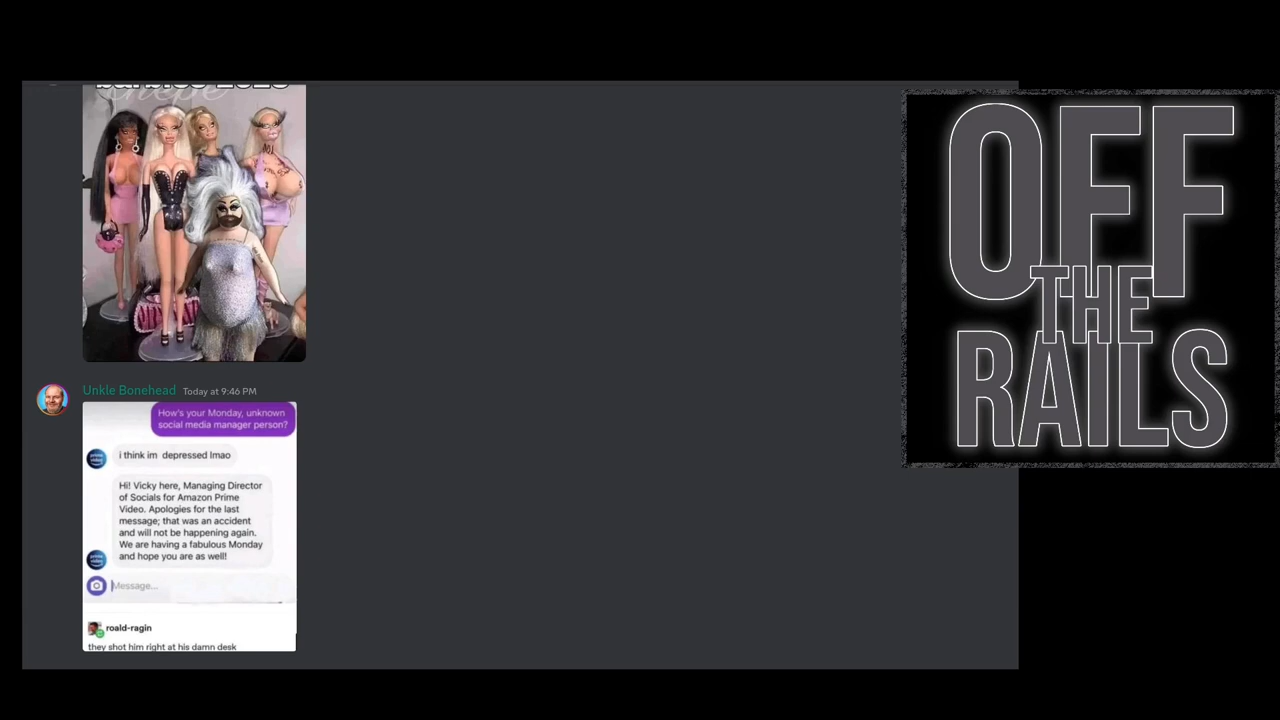 Unkle Bonehead Today at 9:46 PM
How's your Monday, unknown
social media manager person?
i think im depressed lmao
Hi! Vicky here, Managing Director
of Socials for Amazon Prime
Video. Apologies for the last
message; that was an accident
and will not be happening again.
We are having a fabulous Monday
and hope you are as well!
Message...
roald-ragin
they shot him right at his damn desk
OFF
THE
RAILS